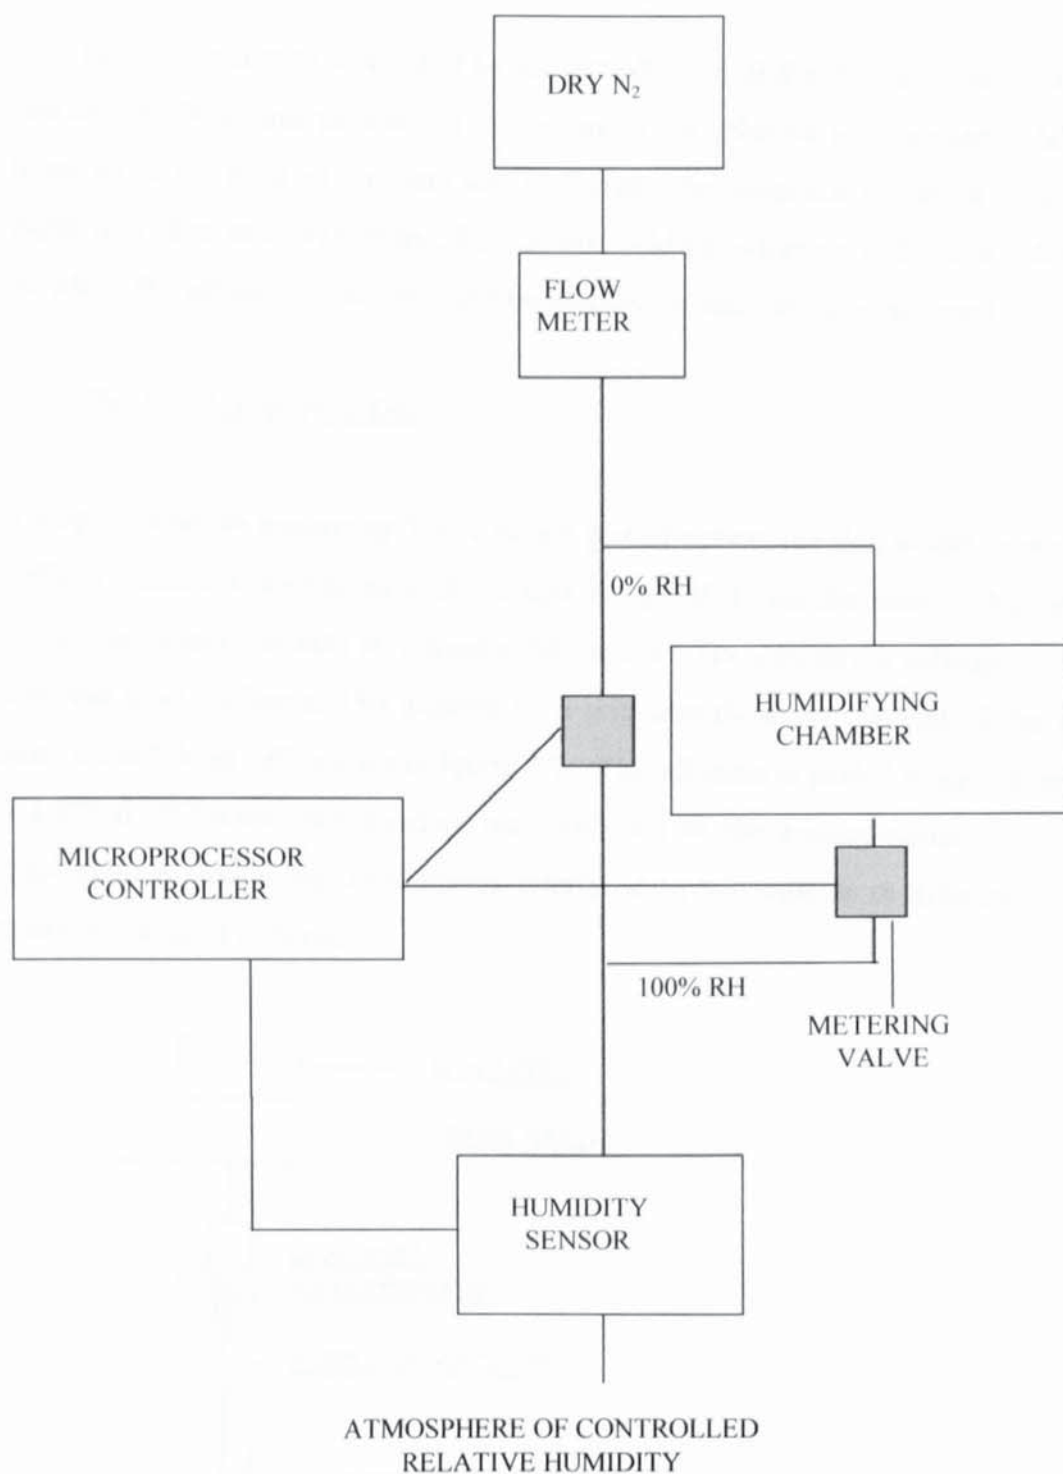 DRY N₂
FLOW
METER
0% RH
HUMIDIFYING
CHAMBER
MICROPROCESSOR
CONTROLLER
100% RH
METERING
VALVE
HUMIDITY
SENSOR
ATMOSPHERE OF CONTROLLED
RELATIVE HUMIDITY